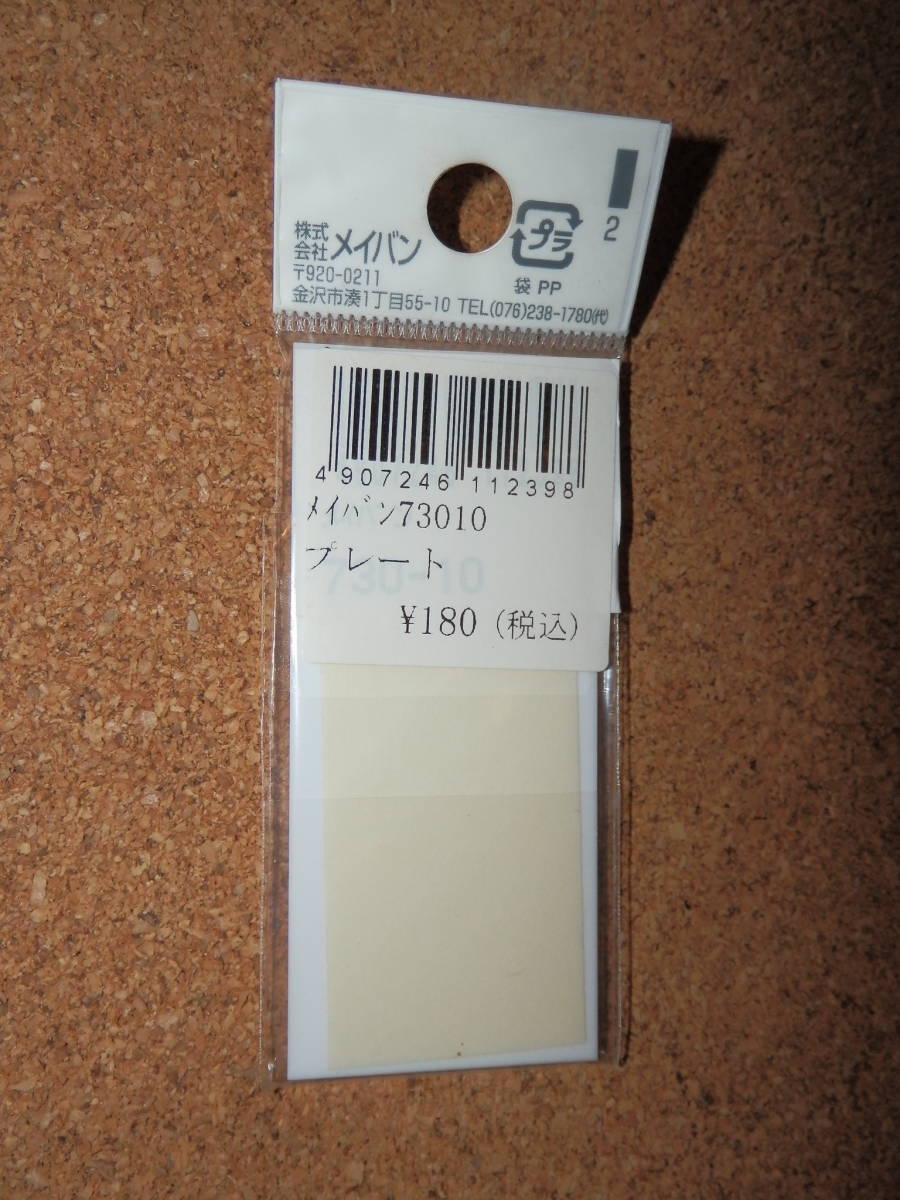 2
プラ
袋 PP
株式会社メイバン
〒920-0211
金沢市湊1丁目55-10 TEL(076)238-1780(代)
4 907246 112398
ﾒｲﾊﾞﾝ73010
プレート
730-10
¥180 (税込)